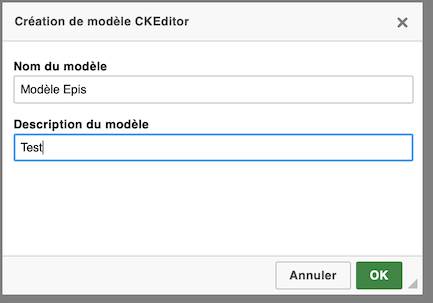 Création de modèle CKEditor
Nom du modèle
Modèle Epis
Description du modèle
Test
Annuler
OK